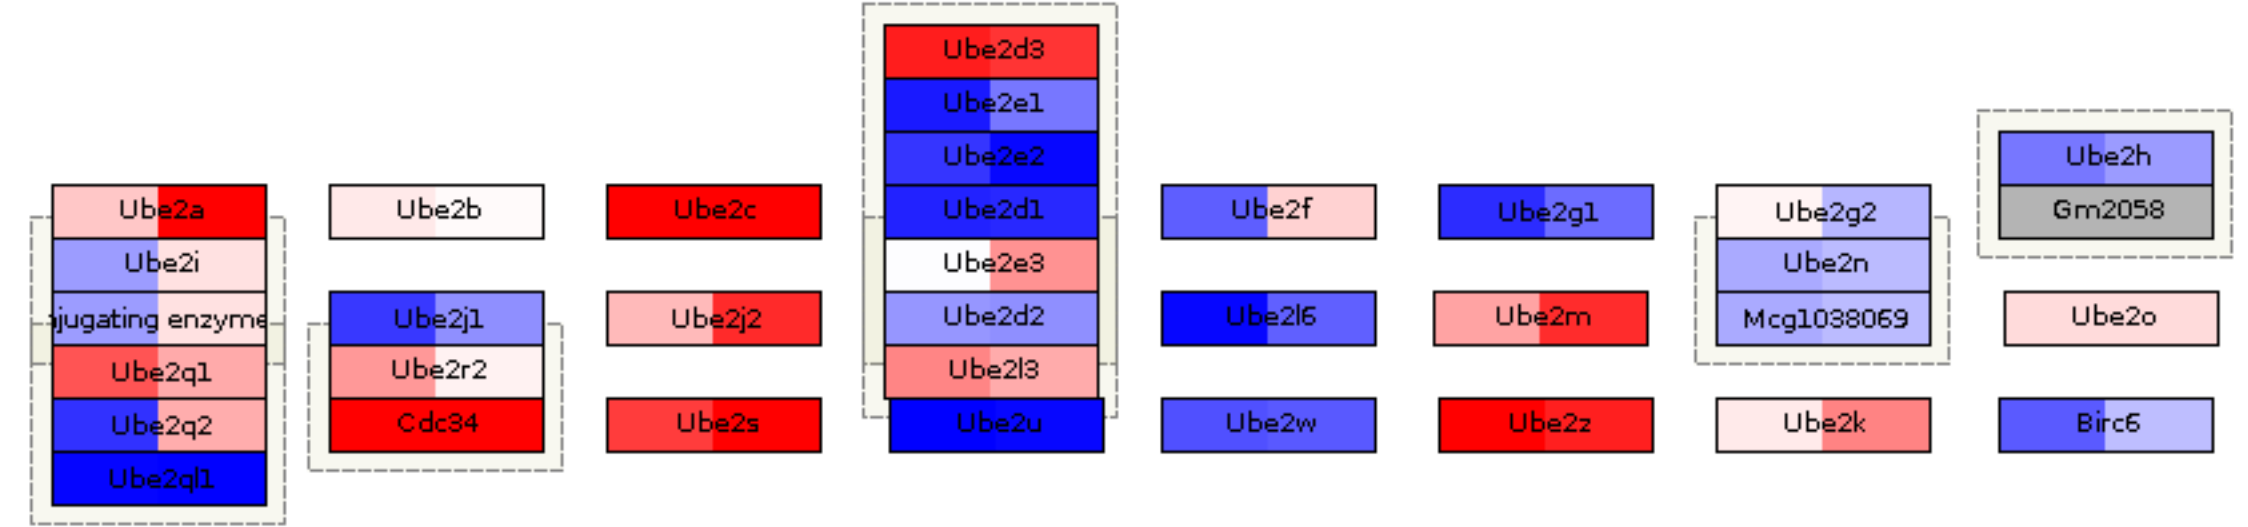 Ube2a
Ube2i
jugating enzyme
Ube2q1
Ube2q2
Ube2ql1
Ube2b
Ube2j1
Ube2r2
Cdc34
Ube2c
Ube2j2
Ube2s
Ube2d3
Ube2e1
Ube2e2
Ube2d1
Ube2e3
Ube2d2
Ube2l3
Ube2u
Ube2f
Ube2l6
Ube2w
Ube2g1
Ube2m
Ube2z
Ube2g2
Ube2n
Mcg1038069
Ube2k
Ube2h
Gm2058
Ube2o
Birc6